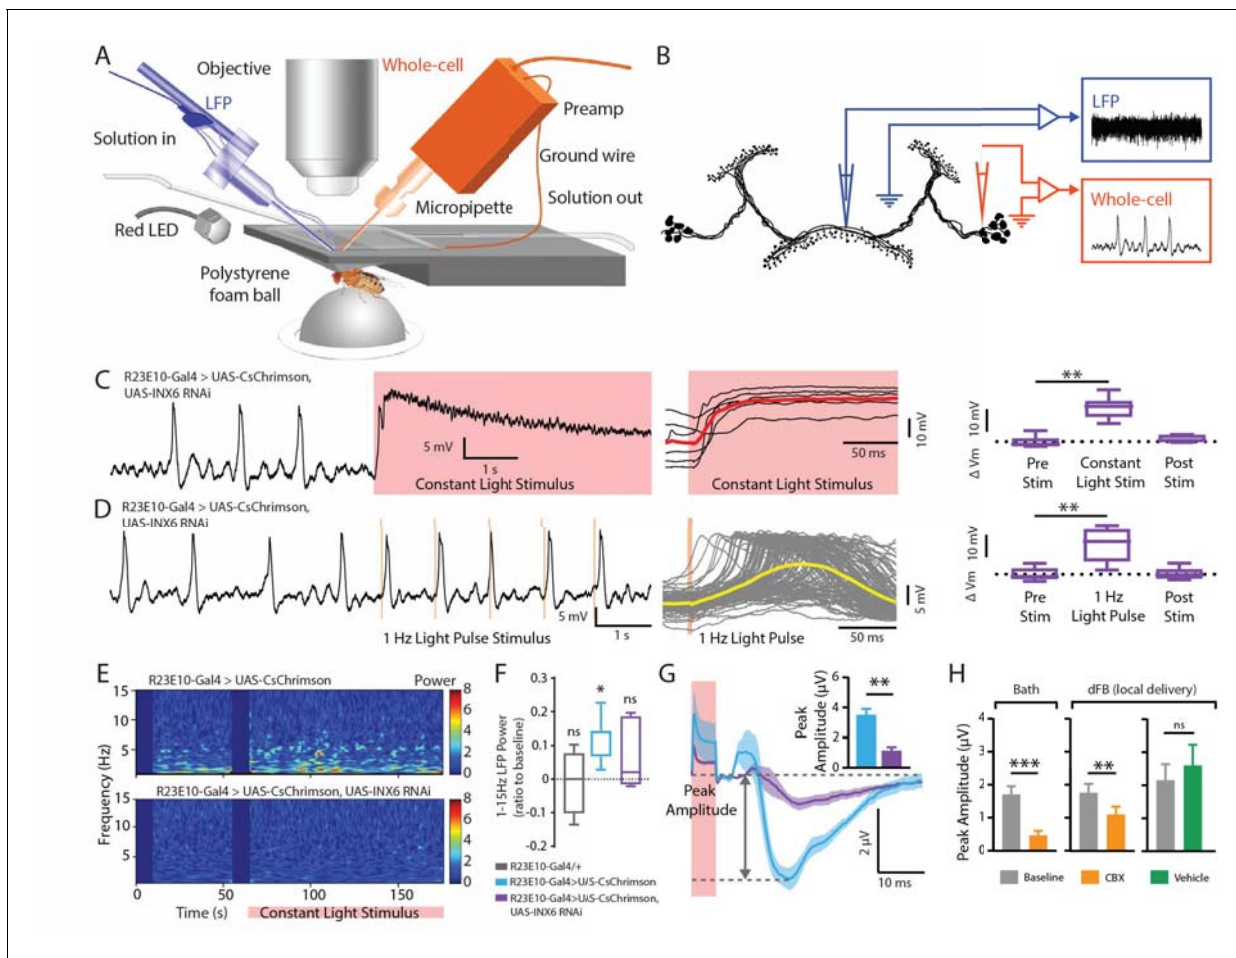 A
Objective
Whole-cell
LFP
Preamp
Solution in
Ground wire
Solution out
Micropipette
Red LED
Polystyrene
foam ball
B
LFP
Whole-cell
C
R23E10-Gal4 > UAS-CsChrimson,
UAS-INX6 RNAi
5 mV
1 s
Constant Light Stimulus
10 mV
50 ms
Constant Light Stimulus
**
10 mV
Δ Vm
Pre
Stim
Constant
Light Stim
Post
Stim
D
R23E10-Gal4 > UAS-CsChrimson,
UAS-INX6 RNAi
5 mV
1 s
1 Hz Light Pulse Stimulus
5 mV
50 ms
1 Hz Light Pulse
**
10 mV
Δ Vm
Pre
Stim
1 Hz
Light Pulse
Post
Stim
E
R23E10-Gal4 > UAS-CsChrimson
Power
15
10
5
8
6
4
2
0
R23E10-Gal4 > UAS-CsChrimson, UAS-INX6 RNAi
15
10
5
8
6
4
2
0
Frequency (Hz)
0
50
100
150
Time (s)
Constant Light Stimulus
F
0.3
0.2
0.1
0
-0.1
-0.2
1-15Hz LFP Power
(ratio to baseline)
ns
*
ns
R23E10-Gal4/+
R23E10-Gal4>UAS-CsChrimson
R23E10-Gal4>UAS-CsChrimson,
UAS-INX6 RNAi
G
Peak
Amplitude
Peak
Amplitude (µV)
6
4
2
0
**
2 µV
10 ms
H
Bath
dFB (local delivery)
Peak Amplitude (µV)
4
3
2
1
0
***
**
ns
Baseline
CBX
Vehicle